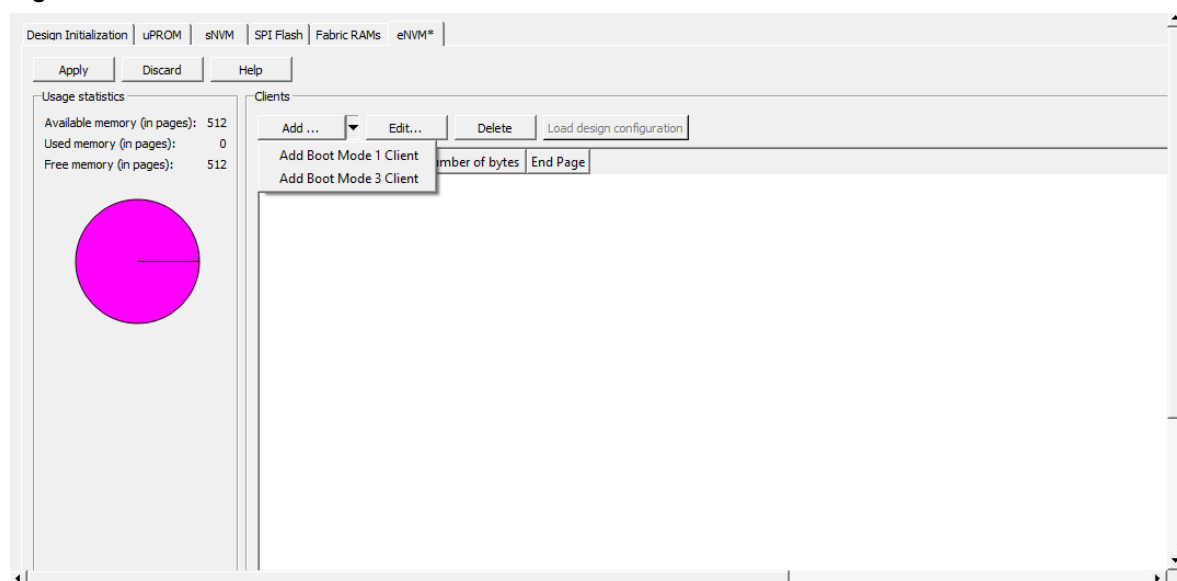 Design Initialization uPROM sNVM SPI Flash Fabric RAMs eNVM*
Apply Discard Help
Usage statistics
Available memory (in pages): 512
Used memory (in pages): 0
Free memory (in pages): 512
Clients
Add ... Edit... Delete Load design configuration
Add Boot Mode 1 Client
Add Boot Mode 3 Client
of bytes End Page